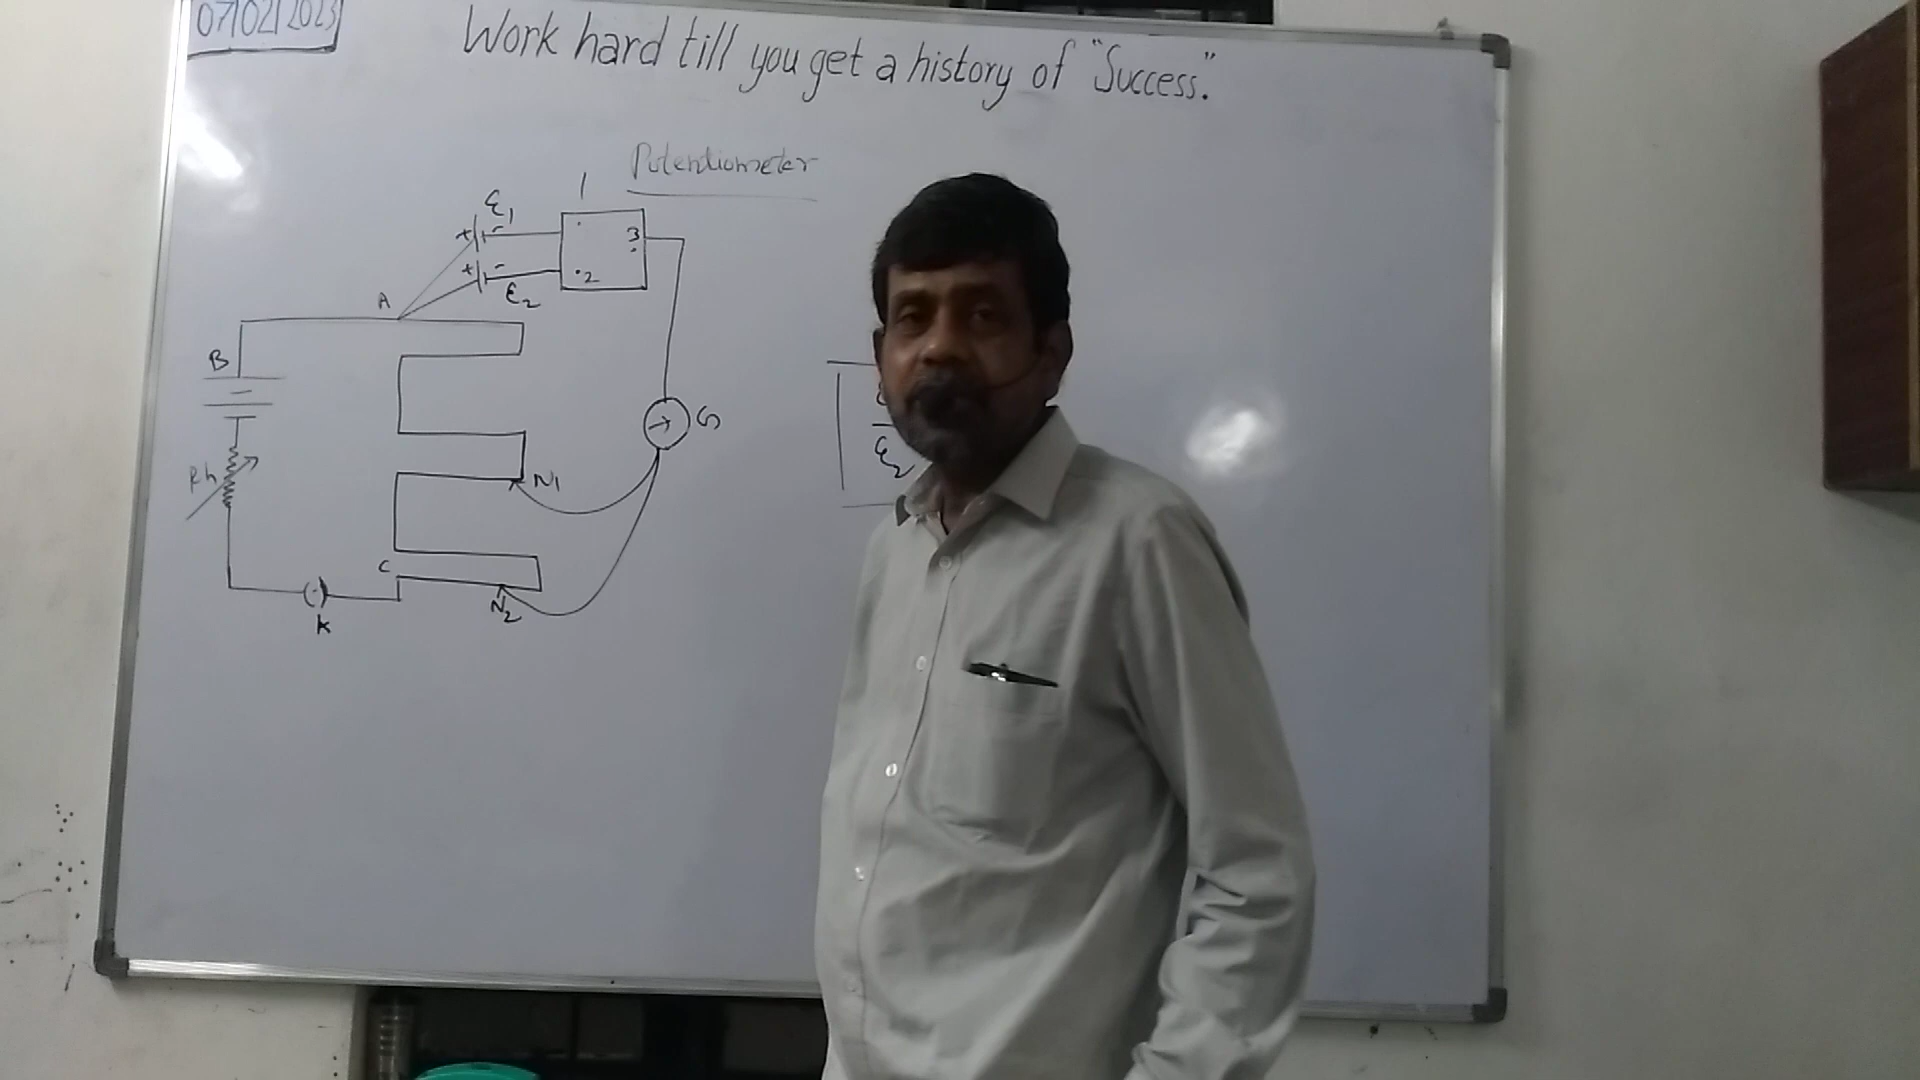 07/02/2023
Work hard till you get a history of "Success."
Potentiometer
1
ε1
+ -
3
+ -
2
ε2
A
B
G
Rh
N1
ε2
C
N2
K